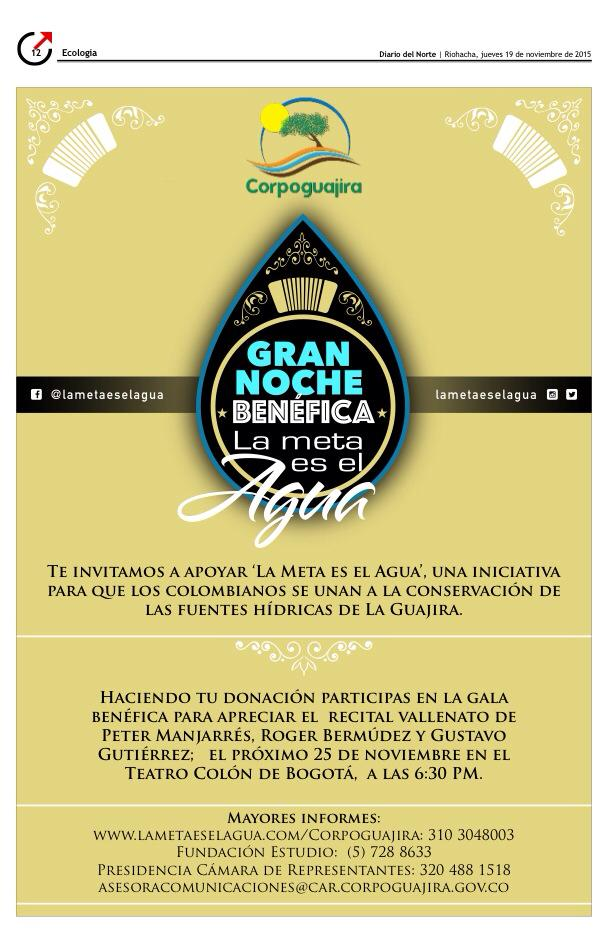 12
Ecología
Diario del Norte | Riohacha, jueves 19 de noviembre de 2015
Corpoguajira
GRAN
NOCHE
BENÉFICA
La meta
es el
Agua
@lametaeselagua
lametaeselagua
Te invitamos a apoyar ‘La Meta es el Agua’, una iniciativa
para que los colombianos se unan a la conservación de
las fuentes hídricas de La Guajira.
Haciendo tu donación participas en la gala
benéfica para apreciar el recital vallenato de
Peter Manjarrés, Roger Bermúdez y Gustavo
Gutiérrez; el próximo 25 de noviembre en el
Teatro Colón de Bogotá, a las 6:30 PM.
Mayores informes:
www.lametaeselagua.com/Corpoguajira: 310 3048003
Fundación Estudio: (5) 728 8633
Presidencia Cámara de Representantes: 320 488 1518
asesoracomunicaciones@car.corpoguajira.gov.co